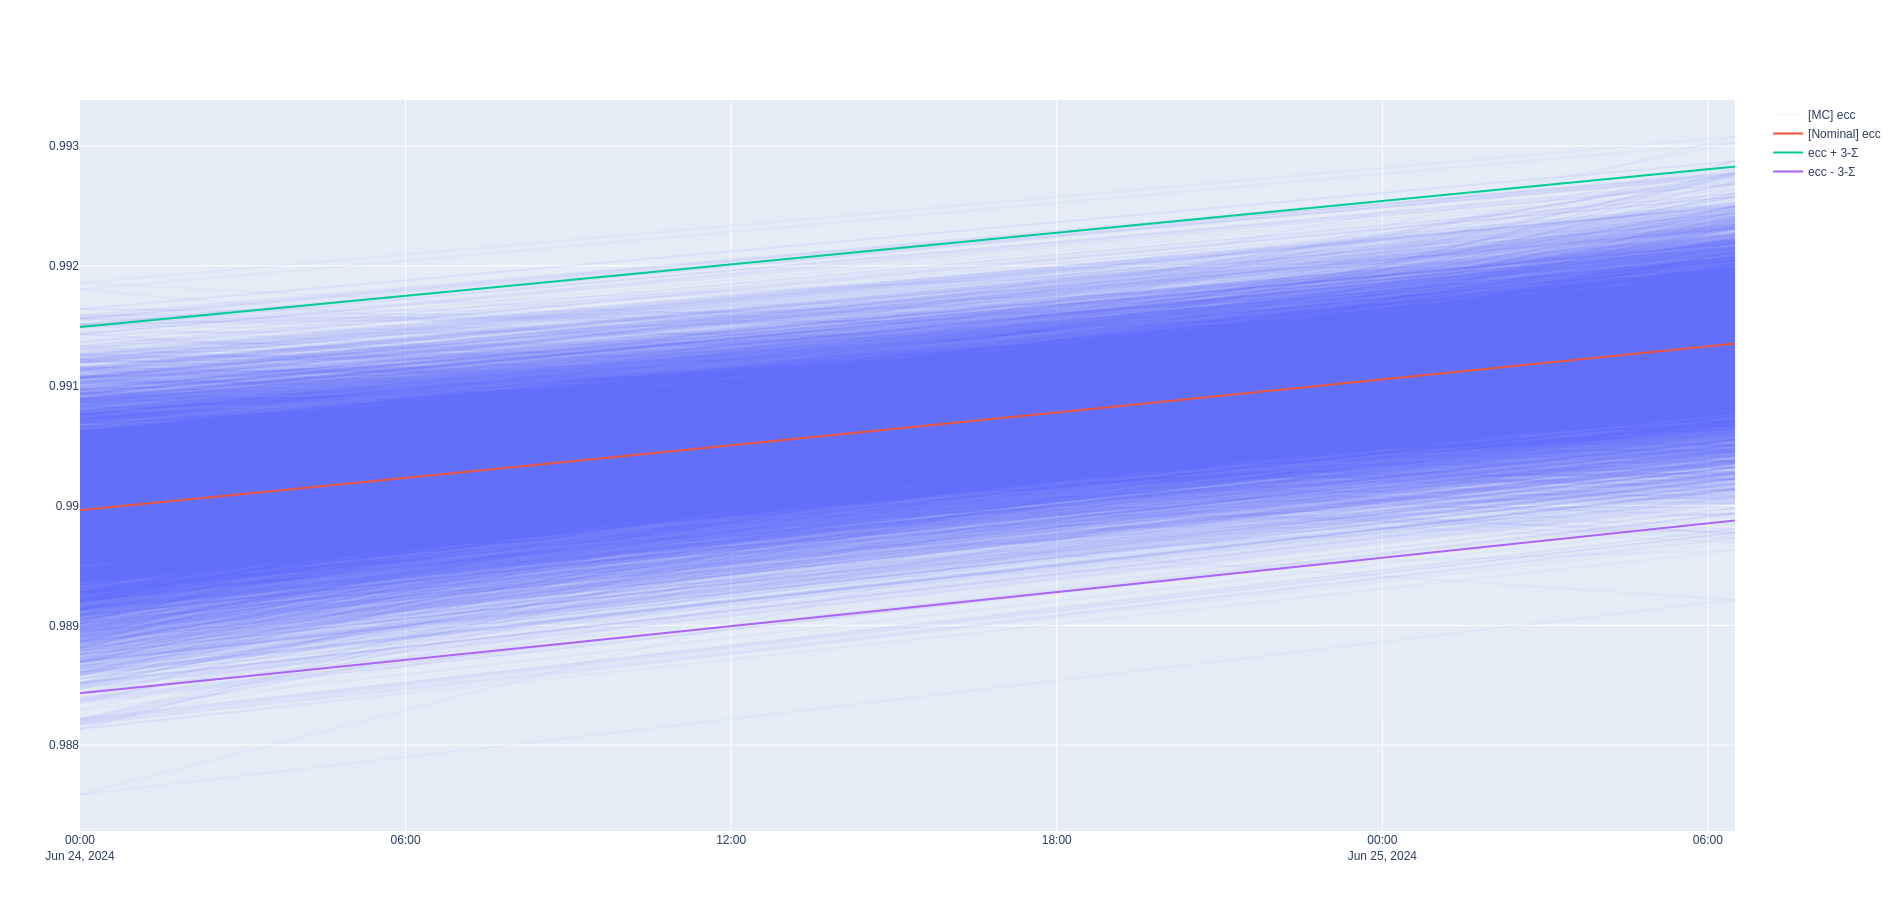 0.993
0.992
0.991
0.99
0.989
0.988
00:00
Jun 24, 2024
06:00
12:00
18:00
00:00
Jun 25, 2024
06:00
[MC] ecc
[Nominal] ecc
ecc + 3-Σ
ecc - 3-Σ